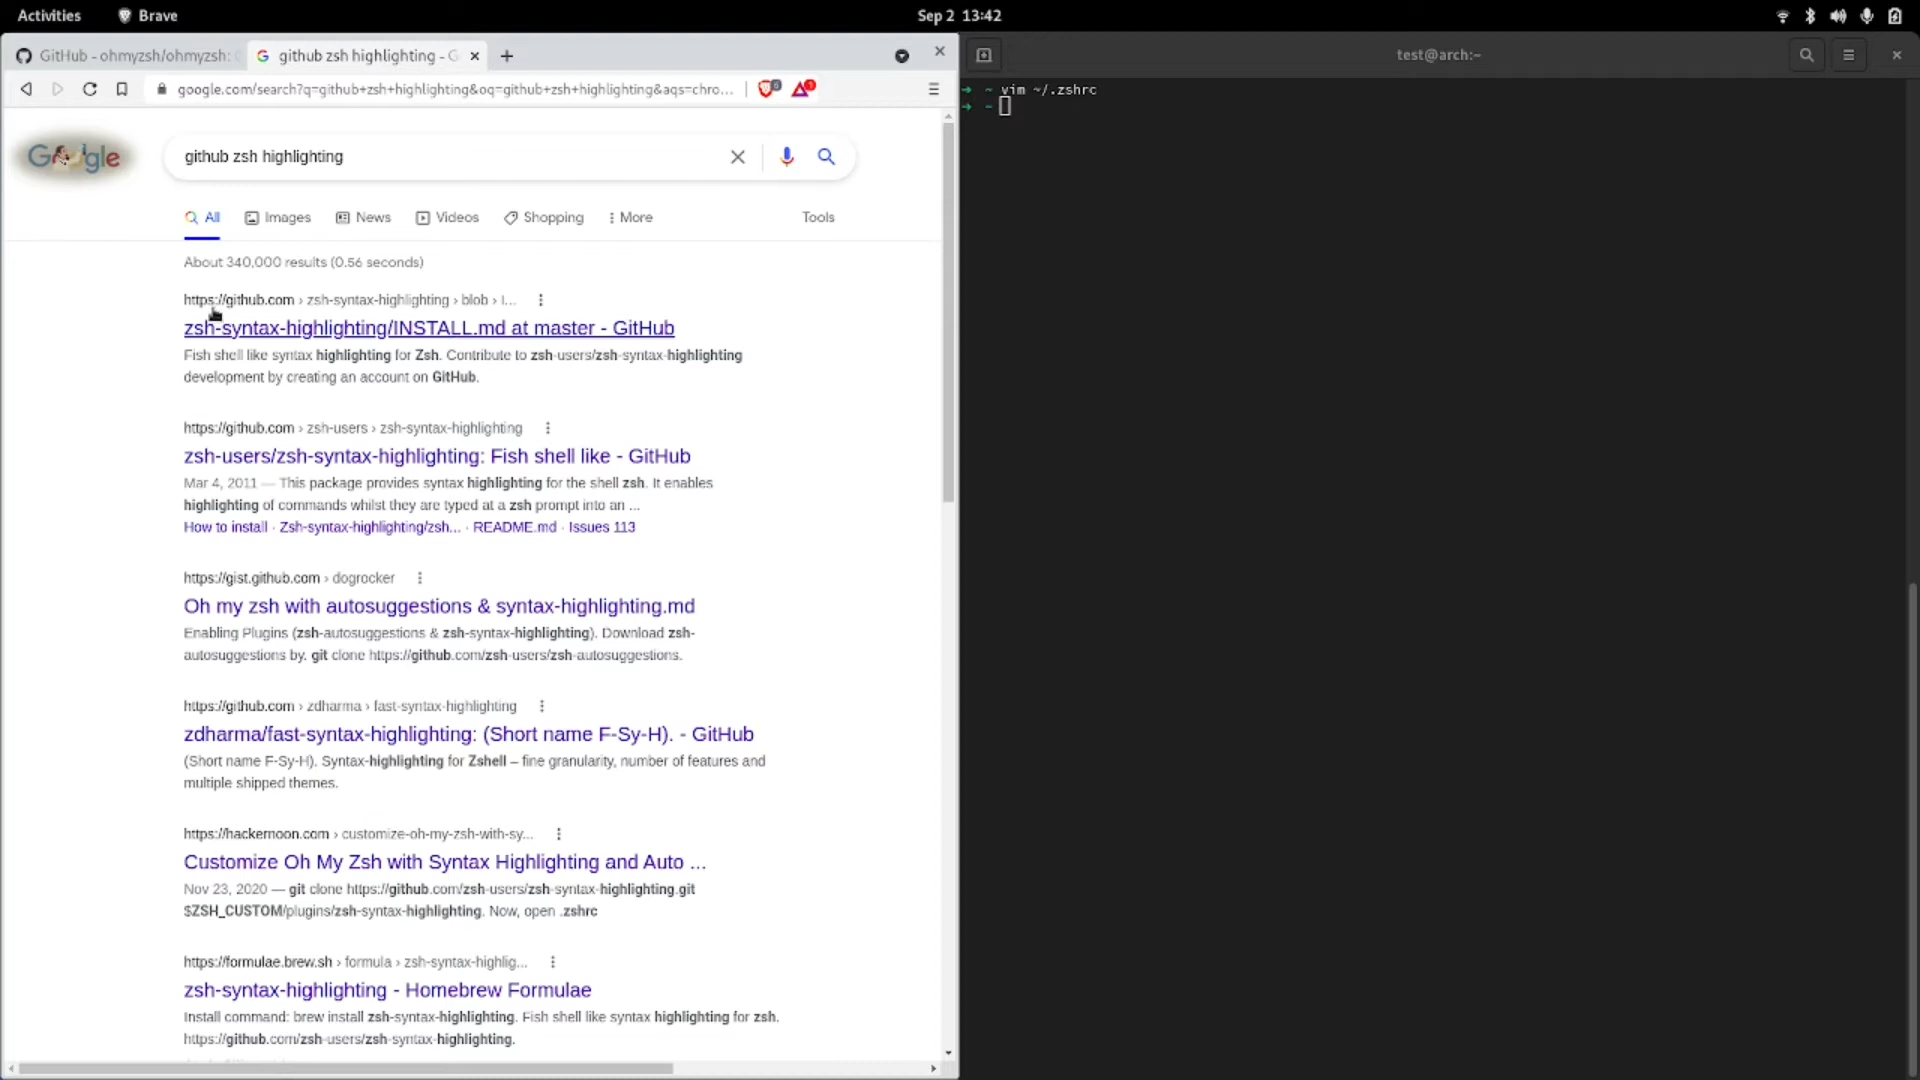 Activities
Brave
Sep 2 13:42
GitHub - ohmyzsh/ohmyzsh:
github zsh highlighting - G
test@arch:~
google.com/search?q=github+zsh+highlighting&oq=github+zsh+highlighting&aqs=chro...
→ ~ vim ~/.zshrc
→ ~
Google
github zsh highlighting
All
Images
News
Videos
Shopping
More
Tools
About 340,000 results (0.56 seconds)
https://github.com › zsh-syntax-highlighting › blob › I...
zsh-syntax-highlighting/INSTALL.md at master - GitHub
Fish shell like syntax highlighting for Zsh. Contribute to zsh-users/zsh-syntax-highlighting
development by creating an account on GitHub.
https://github.com › zsh-users › zsh-syntax-highlighting
zsh-users/zsh-syntax-highlighting: Fish shell like - GitHub
Mar 4, 2011 — This package provides syntax highlighting for the shell zsh. It enables
highlighting of commands whilst they are typed at a zsh prompt into an ...
How to install · Zsh-syntax-highlighting/zsh... · README.md · Issues 113
https://gist.github.com › dogrocker
Oh my zsh with autosuggestions & syntax-highlighting.md
Enabling Plugins (zsh-autosuggestions & zsh-syntax-highlighting). Download zsh-
autosuggestions by. git clone https://github.com/zsh-users/zsh-autosuggestions.
https://github.com › zdharma › fast-syntax-highlighting
zdharma/fast-syntax-highlighting: (Short name F-Sy-H). - GitHub
(Short name F-Sy-H). Syntax-highlighting for Zshell – fine granularity, number of features and
multiple shipped themes.
https://hackernoon.com › customize-oh-my-zsh-with-sy...
Customize Oh My Zsh with Syntax Highlighting and Auto ...
Nov 23, 2020 — git clone https://github.com/zsh-users/zsh-syntax-highlighting.git
$ZSH_CUSTOM/plugins/zsh-syntax-highlighting. Now, open .zshrc
https://formulae.brew.sh › formula › zsh-syntax-highlig...
zsh-syntax-highlighting - Homebrew Formulae
Install command: brew install zsh-syntax-highlighting. Fish shell like syntax highlighting for zsh.
https://github.com/zsh-users/zsh-syntax-highlighting.